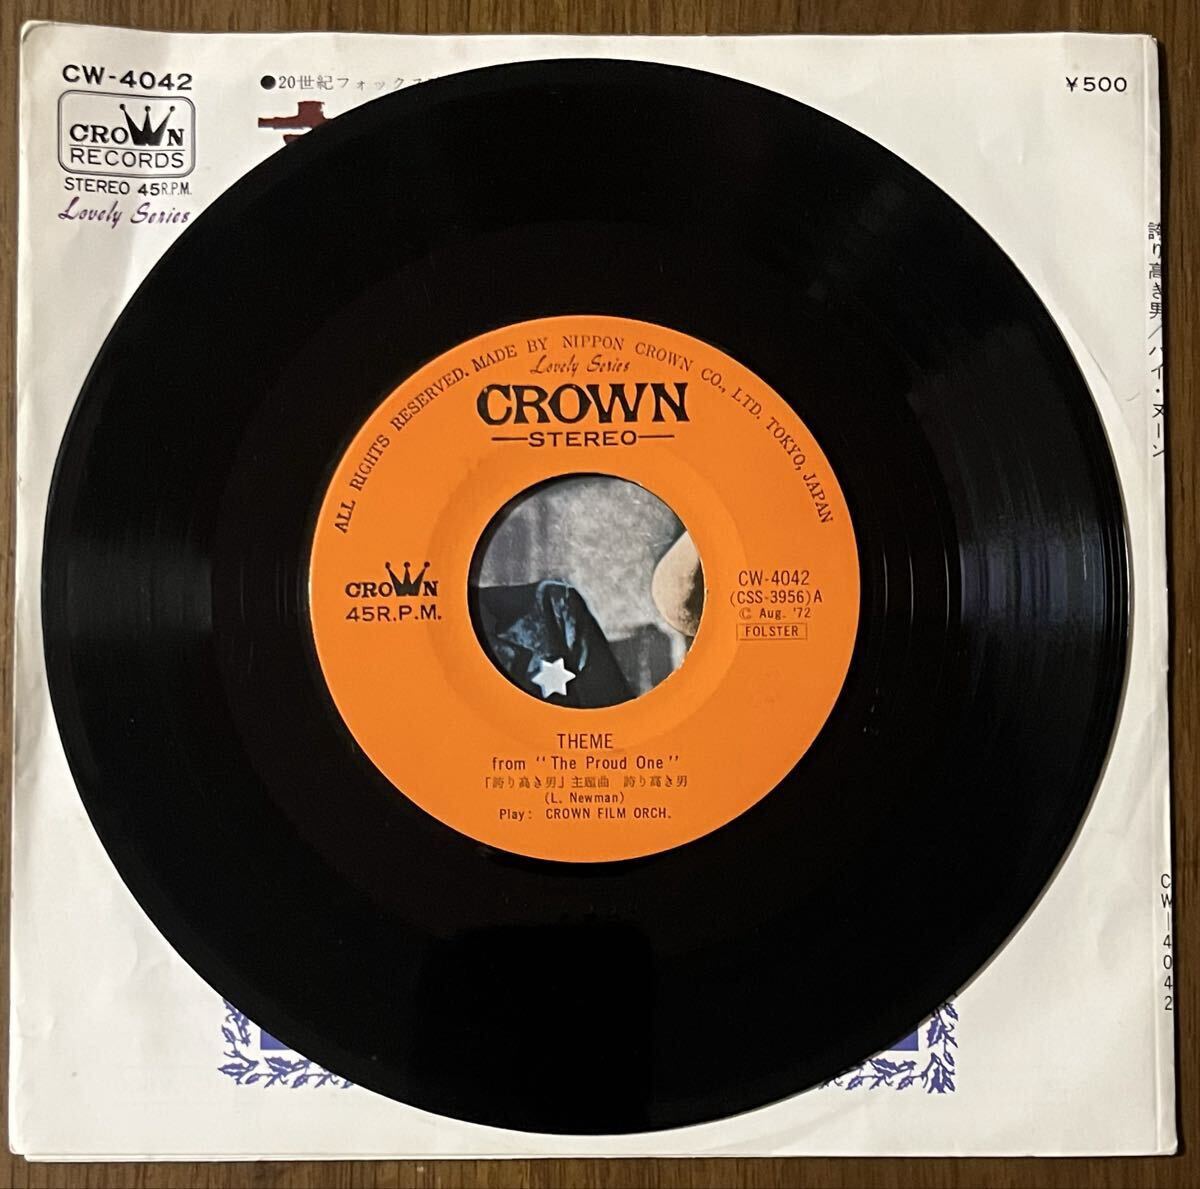 CW-4042
CROWN
RECORDS
STEREO 45R.P.M.
Lovely Series
●20世紀フォックス
¥500
誇り高き男/ハイ・ヌーン
CW-4042
ALL RIGHTS RESERVED. MADE BY NIPPON CROWN CO., LTD. TOKYO, JAPAN
Lovely Series
CROWN
STEREO
CROWN
45R.P.M.
CW-4042
(CSS-3956)A
© Aug. '72
FOLSTER
THEME
from "The Proud One"
「誇り高き男」主題曲 誇り高き男
(L. Newman)
Play: CROWN FILM ORCH.